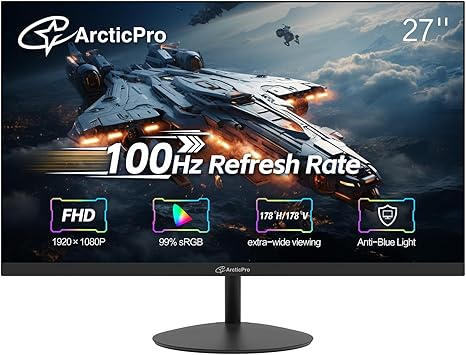 ArcticPro
27"
100Hz Refresh Rate
FHD
178°H/178°V
1920×1080P
99% sRGB
extra-wide viewing
Anti-Blue Light
ArcticPro